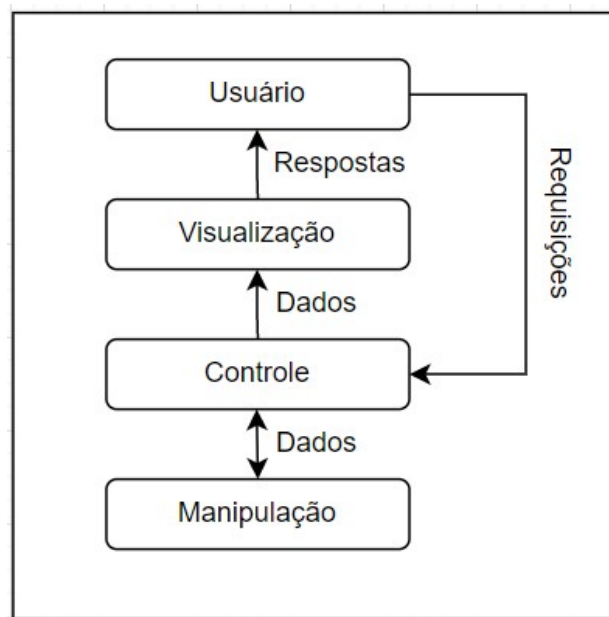 Usuário
Respostas
Requisições
Visualização
Dados
Controle
Dados
Manipulação